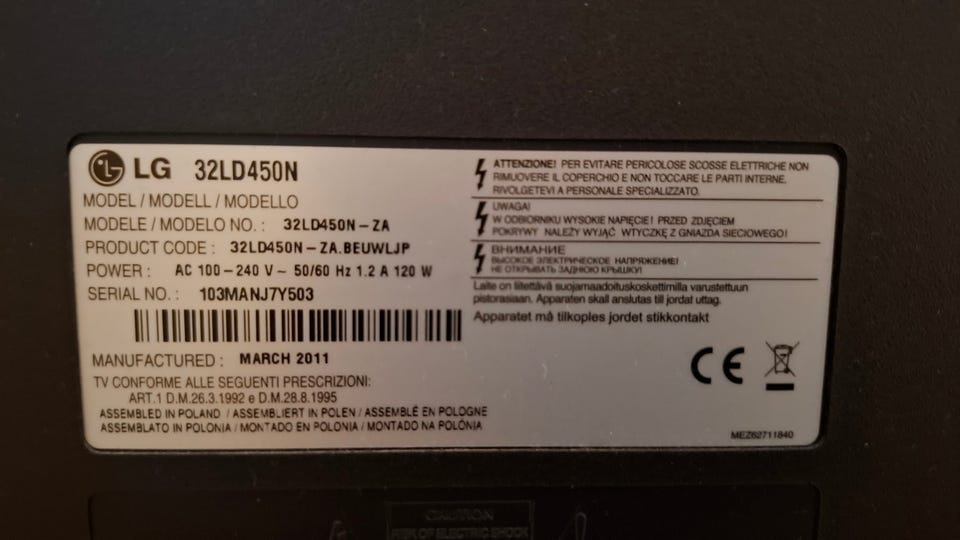 LG 32LD450N
MODEL / MODELL / MODELLO
MODELE / MODELO NO. : 32LD450N - ZA
PRODUCT CODE : 32LD450N - ZA.BEUWLJP
POWER : AC 100 - 240 V ~ 50/60 Hz 1.2 A 120 W
SERIAL NO. : 103MANJ7Y503
MANUFACTURED : MARCH 2011
TV CONFORME ALLE SEGUENTI PRESCRIZIONI:
ART.1 D.M.26.3.1992 e D.M.28.8.1995
ASSEMBLED IN POLAND / ASSEMBLIERT IN POLEN / ASSEMBLÉ EN POLOGNE
ASSEMBLATO IN POLONIA / MONTADO EN POLONIA / MONTADO NA POLÓNIA
ATTENZIONE! PER EVITARE PERICOLOSE SCOSSE ELETTRICHE NON
RIMUOVERE IL COPERCHIO E NON TOCCARE LE PARTI INTERNE.
RIVOLGETEVI A PERSONALE SPECIALIZZATO.
UWAGA!
W ODBIORNIKU WYSOKIE NAPIĘCIE! PRZED ZDJĘCIEM
POKRYWY NALEŻY WYJĄĆ WTYCZKĘ Z GNIAZDA SIECIOWEGO!
ВНИМАНИЕ
ВЫСОКОЕ ЭЛЕКТРИЧЕСКОЕ НАПРЯЖЕНИЕ!
НЕ ОТКРЫВАТЬ ЗАДНЮЮ КРЫШКУ!
Laite on liitettävä suojamaadoituskoskettimilla varustettuun
pistorasiaan. Apparaten skall anslutas till jordat uttag.
Apparatet må tilkoples jordet stikkontakt
CE
MEZ62711840
CAUTION
RISK OF ELECTRIC SHOCK